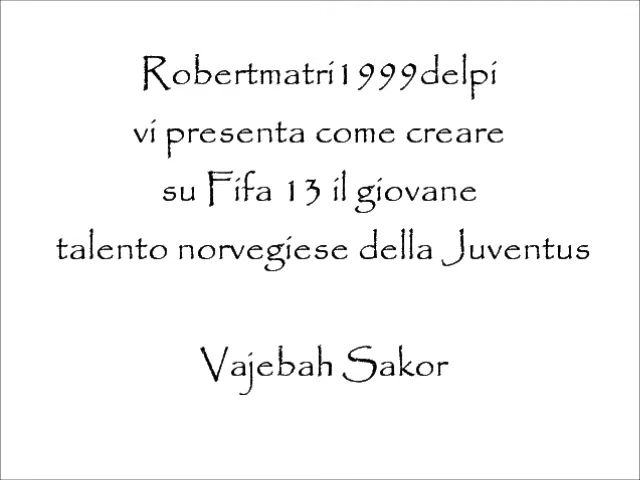 Robertmatri1999delpi
vi presenta come creare
su Fifa 13 il giovane
talento norvegiese della Juventus
Vajebah Sakor